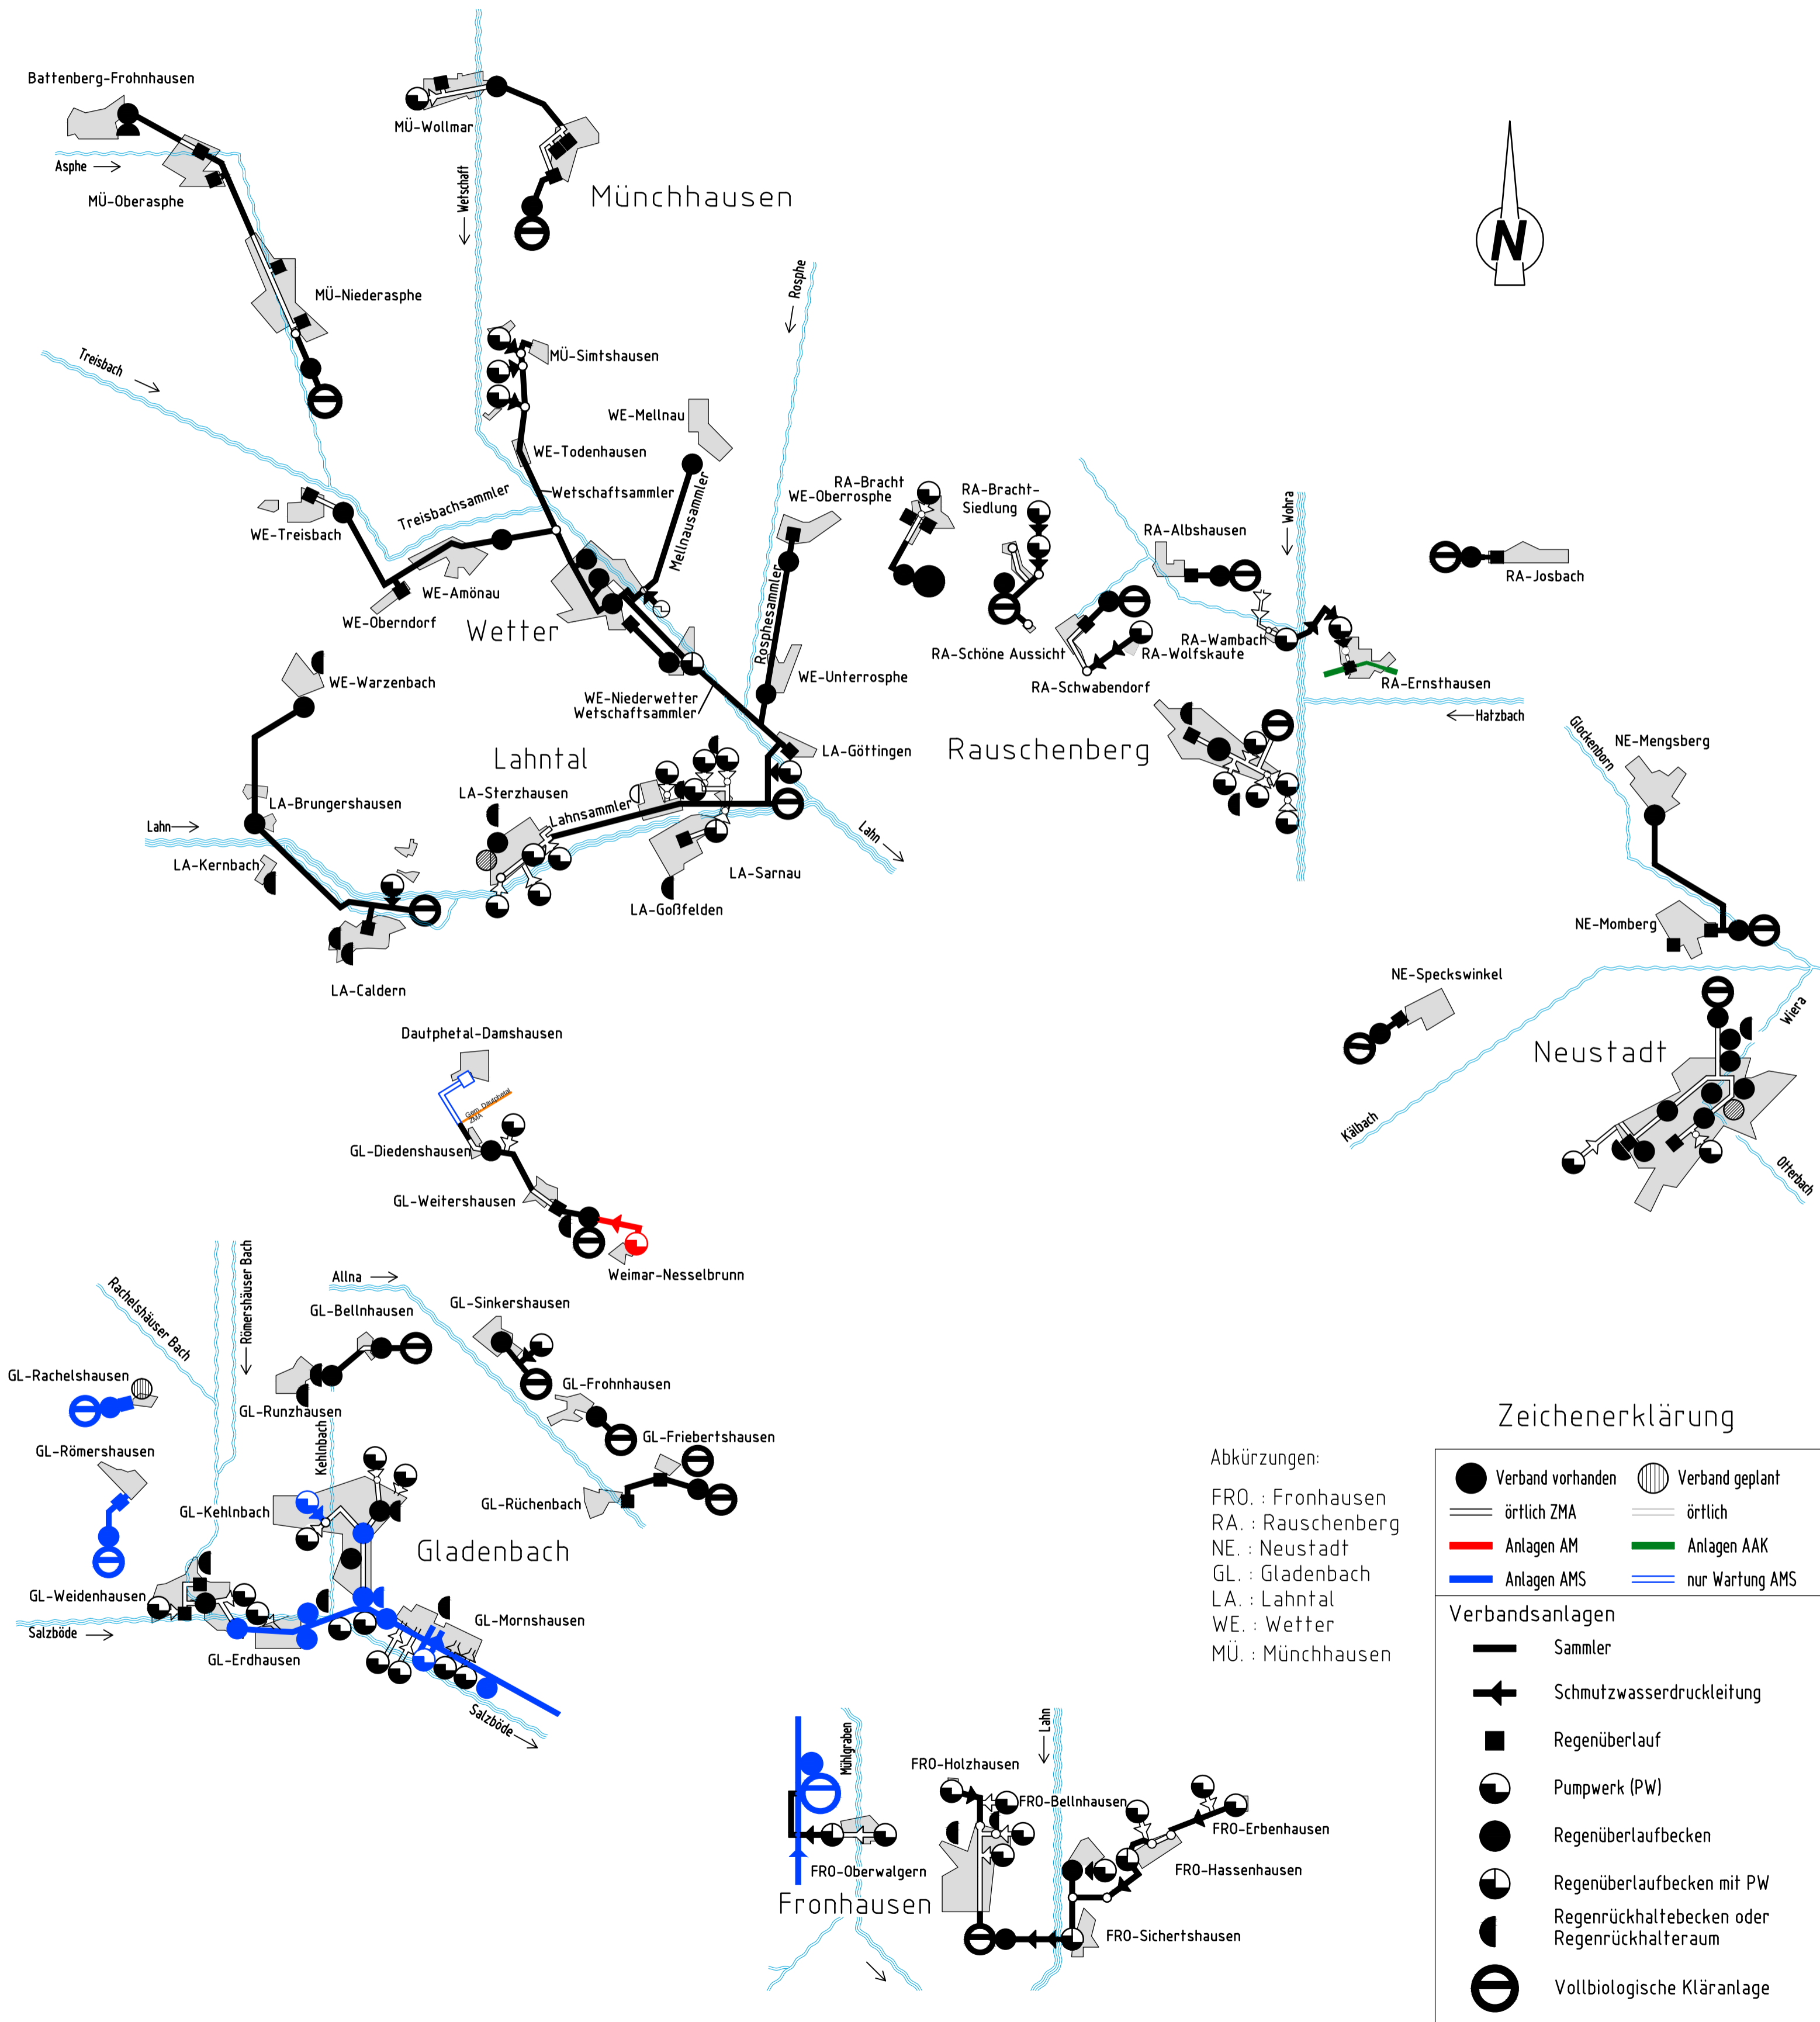 Battenberg-Frohnhausen
Asphe
MÜ-Oberasphe
MÜ-Niederasphe
MÜ-Wollmar
Wetschaft
Münchhausen
N
Rosphe
Treisbach
MÜ-Simtshausen
WE-Mellnau
WE-Todenhausen
Wetschaftsammler
Treisbachsammler
Mellnausammler
WE-Treisbach
WE-Amönau
WE-Oberndorf
Wetter
RA-Bracht
WE-Oberrosphe
RA-Bracht-
Siedlung
Rosphesammler
WE-Unterrosphe
WE-Niederwetter
Wetschaftsammler
RA-Albshausen
Wohra
RA-Josbach
RA-Schöne Aussicht
RA-Wambach
RA-Wolfskaute
RA-Schwabendorf
RA-Ernsthausen
Hatzbach
Rauschenberg
WE-Warzenbach
LA-Göttingen
Lahntal
LA-Sterzhausen
LA-Brungershausen
Lahnsammler
Lahn
Lahn
LA-Kernbach
LA-Sarnau
LA-Goßfelden
LA-Caldern
Glockenborn
NE-Mengsberg
NE-Momberg
NE-Speckswinkel
Wiera
Neustadt
Kälbach
Otterbach
Dautphetal-Damshausen
Gem. Dautphetal
ZMA
GL-Diedenshausen
GL-Weitershausen
Weimar-Nesselbrunn
Allna
Rachelshäuser Bach
Römershäuser Bach
GL-Bellnhausen
GL-Sinkershausen
GL-Rachelshausen
GL-Runzhausen
GL-Frohnhausen
Kehlnbach
GL-Römershausen
GL-Friebertshausen
GL-Rüchenbach
GL-Kehlnbach
Gladenbach
GL-Weidenhausen
GL-Mornshausen
Salzböde
GL-Erdhausen
Salzböde
Mühlgraben
Lahn
FRO-Holzhausen
FRO-Bellnhausen
FRO-Erbenhausen
FRO-Oberwalgern
FRO-Hassenhausen
Fronhausen
FRO-Sichertshausen
Abkürzungen:
FRO. : Fronhausen
RA. : Rauschenberg
NE. : Neustadt
GL. : Gladenbach
LA. : Lahntal
WE. : Wetter
MÜ. : Münchhausen
Zeichenerklärung
Verband vorhanden
Verband geplant
örtlich ZMA
örtlich
Anlagen AM
Anlagen AAK
Anlagen AMS
nur Wartung AMS
Verbandsanlagen
Sammler
Schmutzwasserdruckleitung
Regenüberlauf
Pumpwerk (PW)
Regenüberlaufbecken
Regenüberlaufbecken mit PW
Regenrückhaltebecken oder
Regenrückhalteraum
Vollbiologische Kläranlage